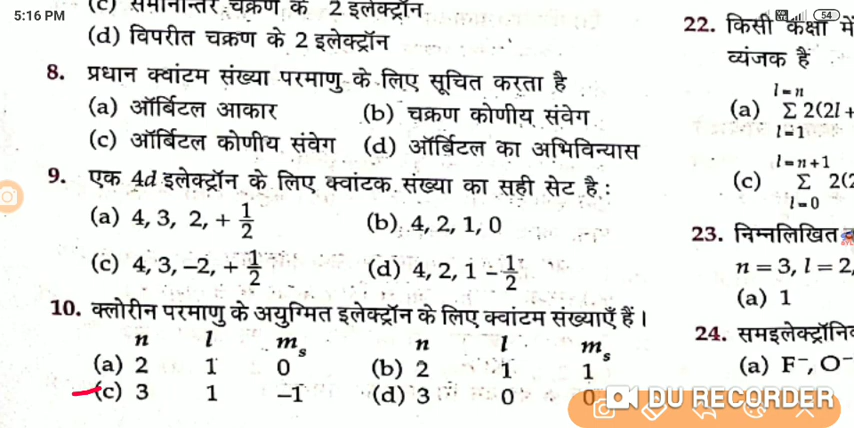 5:16 PM
54
(c) समानान्तर चक्रण के 2 इलेक्ट्रॉन
(d) विपरीत चक्रण के 2 इलेक्ट्रॉन
8. प्रधान क्वांटम संख्या परमाणु के लिए सूचित करता है
(a) ऑर्बिटल आकार (b) चक्रण कोणीय संवेग
(c) ऑर्बिटल कोणीय संवेग (d) ऑर्बिटल का अभिविन्यास
9. एक 4d इलेक्ट्रॉन के लिए क्वांटक संख्या का सही सेट है :
(a) 4, 3, 2, + 1/2 (b) 4, 2, 1, 0
(c) 4, 3, –2, + 1/2 (d) 4, 2, 1 – 1/2
10. क्लोरीन परमाणु के अयुग्मित इलेक्ट्रॉन के लिए क्वांटम संख्याएँ हैं ।
n l mₛ n l mₛ
(a) 2 1 0 (b) 2 1 1
(c) 3 1 –1 (d) 3 0 0
22. किसी कक्षा में
व्यंजक है
l = n
(a) Σ 2(2l +
l = 1
l = n + 1
(c) Σ 2(2
l = 0
23. निम्नलिखित
n = 3, l = 2,
(a) 1
24. समइलेक्ट्रॉनि
(a) F⁻, O⁻
DU RECORDER